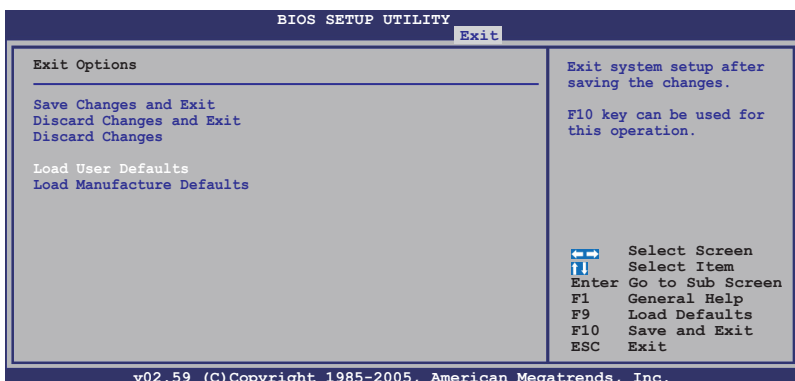 BIOS SETUP UTILITY
Exit
Exit Options
Save Changes and Exit
Discard Changes and Exit
Discard Changes
Load User Defaults
Load Manufacture Defaults
Exit system setup after
saving the changes.
F10 key can be used for
this operation.
Select Screen
Select Item
Enter Go to Sub Screen
F1 General Help
F9 Load Defaults
F10 Save and Exit
ESC Exit
v02.59 (C)Copyright 1985-2005, American Megatrends, Inc.